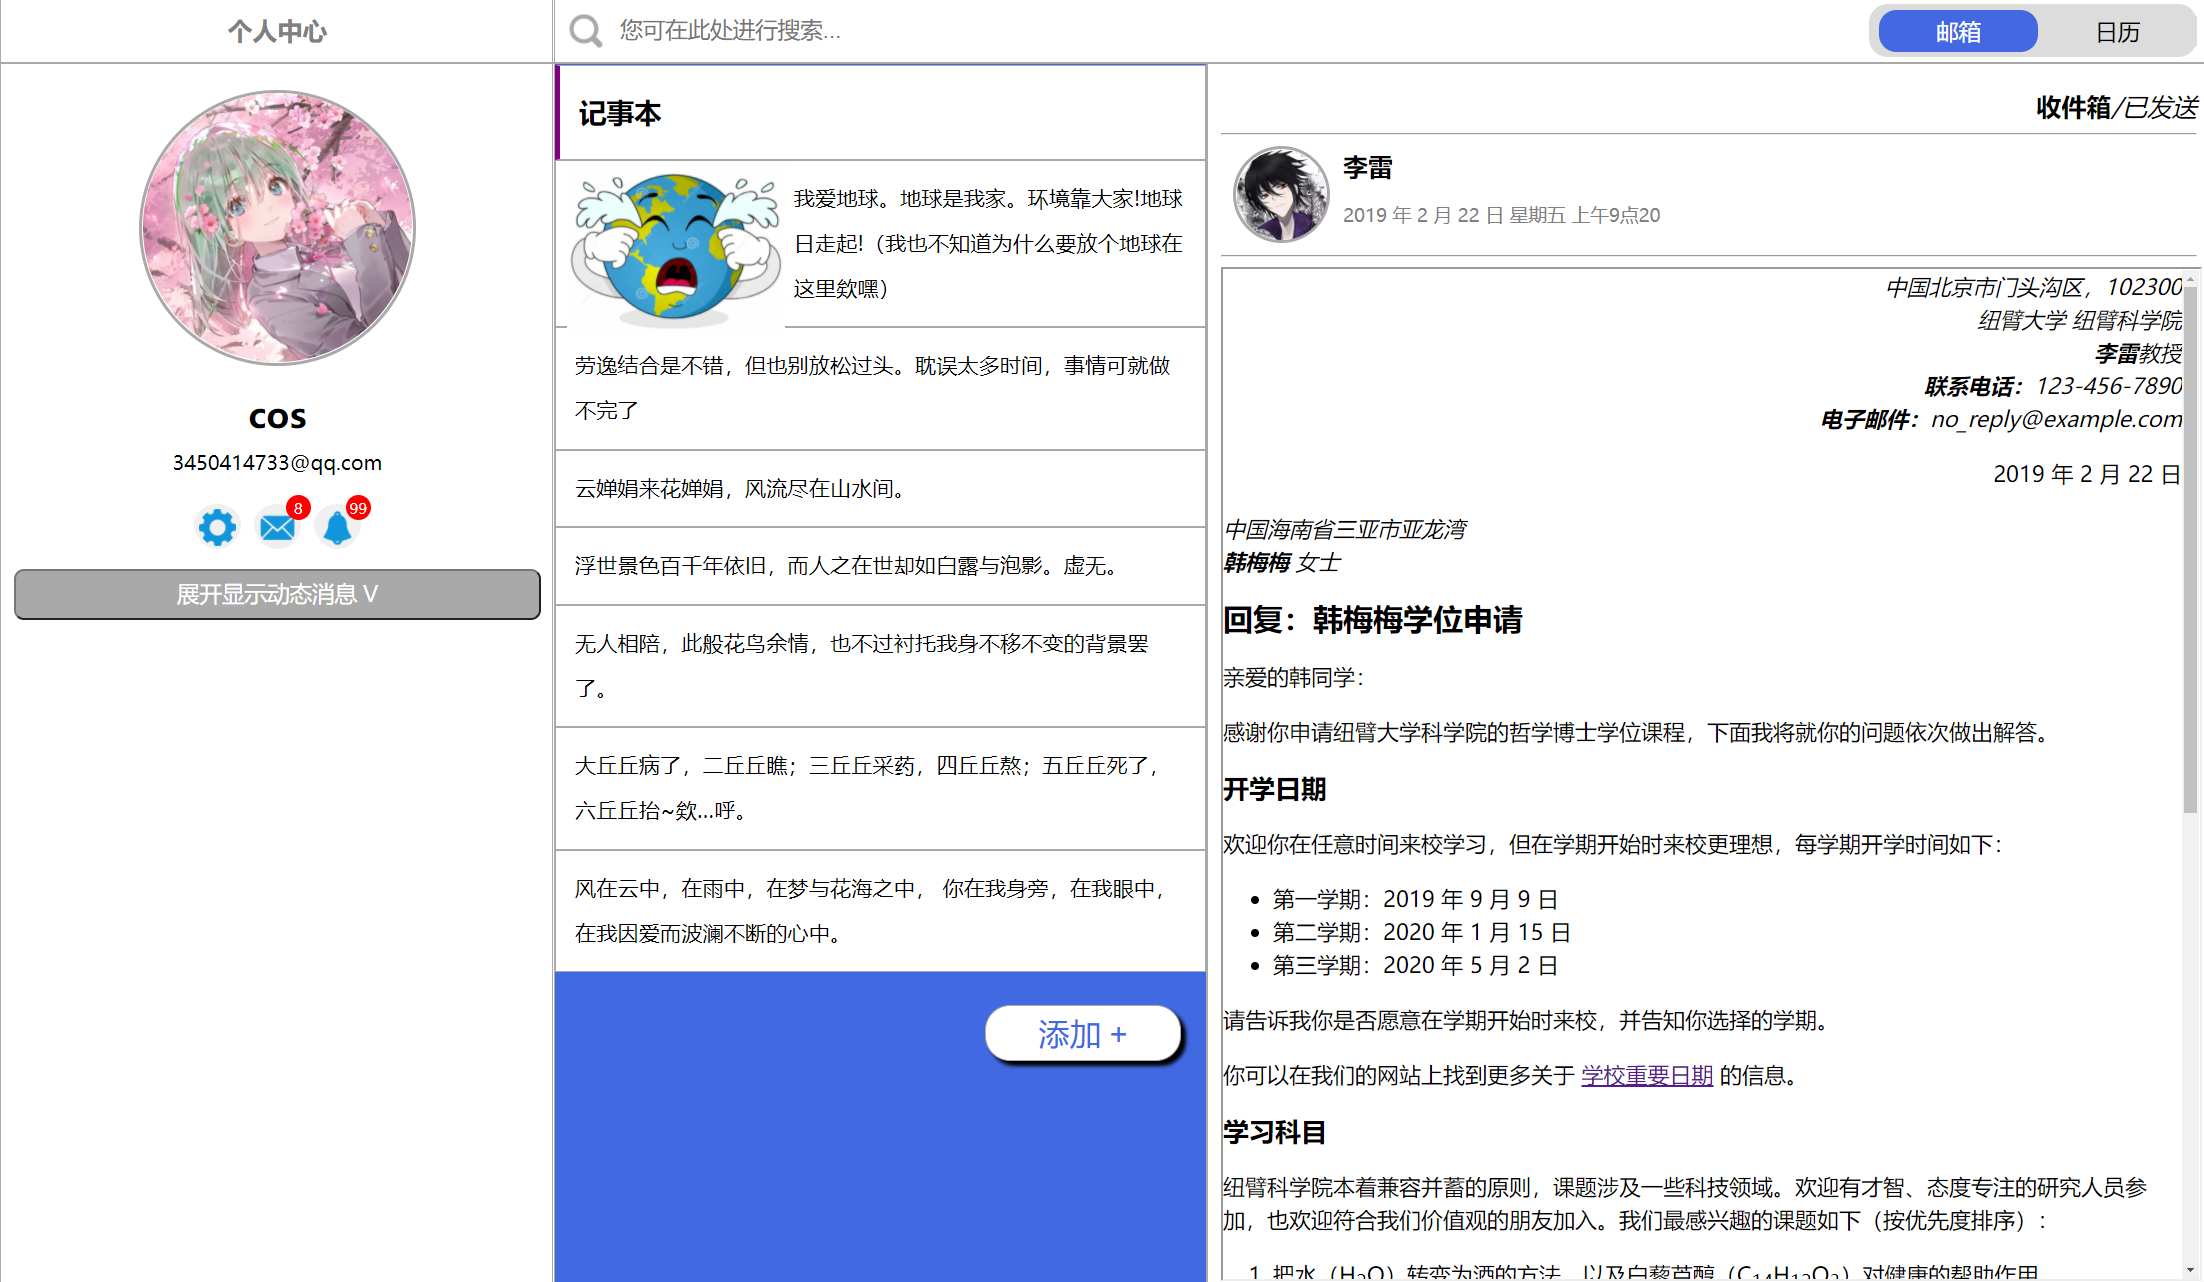 个人中心
您可在此处进行搜索...
邮箱
日历
cos
3450414733@qq.com
8
99
展开显示动态消息 V
记事本
我爱地球。地球是我家。环境靠大家!地球
日走起!（我也不知道为什么要放个地球在
这里欸嘿）
劳逸结合是不错，但也别放松过头。耽误太多时间，事情可就做
不完了
云婵娟来花婵娟，风流尽在山水间。
浮世景色百千年依旧，而人之在世却如白露与泡影。虚无。
无人相陪，此般花鸟余情，也不过衬托我身不移不变的背景罢
了。
大丘丘病了，二丘丘瞧；三丘丘采药，四丘丘熬；五丘丘死了，
六丘丘抬~欸...呼。
风在云中，在雨中，在梦与花海之中， 你在我身旁，在我眼中，
在我因爱而波澜不断的心中。
添加 +
收件箱/已发送
李雷
2019 年 2 月 22 日 星期五 上午9点20
中国北京市门头沟区，102300
纽臂大学 纽臂科学院
李雷教授
联系电话：123-456-7890
电子邮件：no_reply@example.com
2019 年 2 月 22 日
中国海南省三亚市亚龙湾
韩梅梅 女士
回复：韩梅梅学位申请
亲爱的韩同学：
感谢你申请纽臂大学科学院的哲学博士学位课程，下面我将就你的问题依次做出解答。
开学日期
欢迎你在任意时间来校学习，但在学期开始时来校更理想，每学期开学时间如下：
• 第一学期：2019 年 9 月 9 日
• 第二学期：2020 年 1 月 15 日
• 第三学期：2020 年 5 月 2 日
请告诉我你是否愿意在学期开始时来校，并告知你选择的学期。
你可以在我们的网站上找到更多关于 学校重要日期 的信息。
学习科目
纽臂科学院本着兼容并蓄的原则，课题涉及一些科技领域。欢迎有才智、态度专注的研究人员参
加，也欢迎符合我们价值观的朋友加入。我们最感兴趣的课题如下（按优先度排序）：
1. 把水（H₂O）转变为酒的方法，以及白藜芦醇（C₁₄H₁₂O₃）对健康的帮助作用